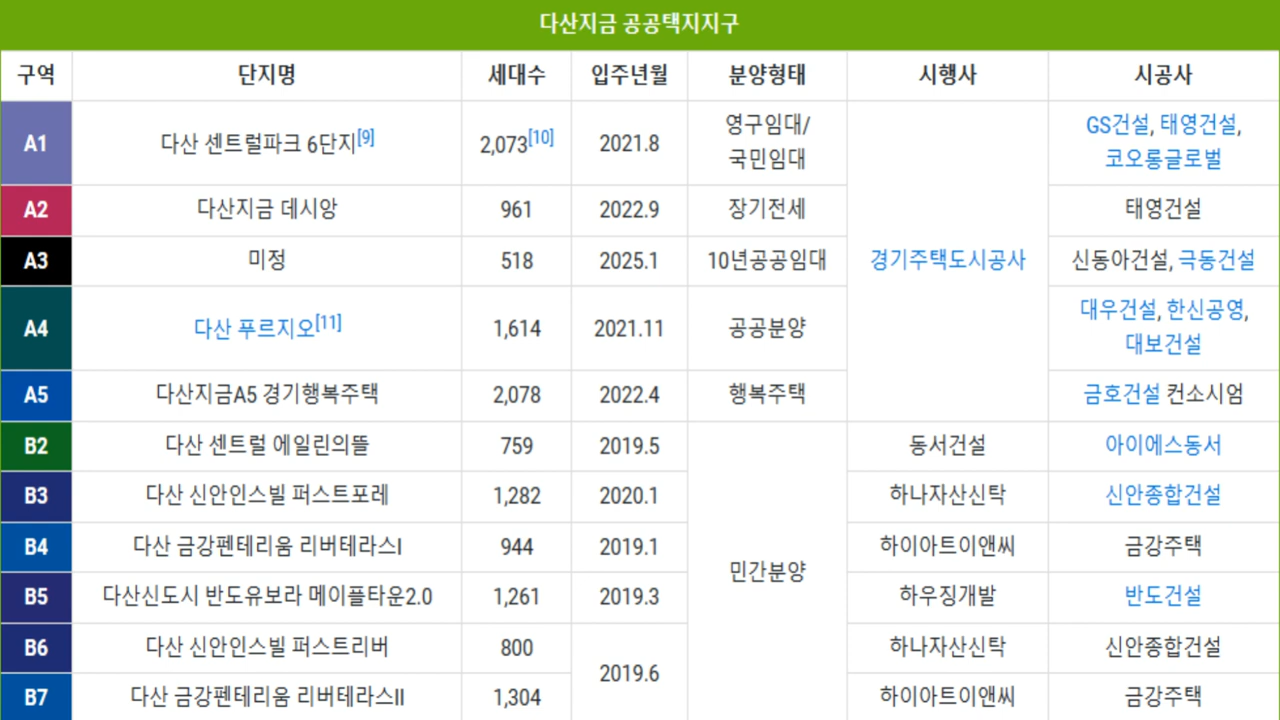 다산지금 공공택지지구
구역 단지명 세대수 입주년월 분양형태 시행사 시공사
A1 다산 센트럴파크 6단지[9] 2,073[10] 2021.8 영구임대/ 국민임대 GS건설, 태영건설, 코오롱글로벌
A2 다산지금 데시앙 961 2022.9 장기전세 태영건설
A3 미정 518 2025.1 10년공공임대 경기주택도시공사 신동아건설, 극동건설
A4 다산 푸르지오[11] 1,614 2021.11 공공분양 대우건설, 한신공영, 대보건설
A5 다산지금A5 경기행복주택 2,078 2022.4 행복주택 금호건설 컨소시엄
B2 다산 센트럴 에일린의뜰 759 2019.5 동서건설 아이에스동서
B3 다산 신안인스빌 퍼스트포레 1,282 2020.1 하나자산신탁 신안종합건설
B4 다산 금강펜테리움 리버테라스I 944 2019.1 하이아트이앤씨 금강주택
민간분양
B5 다산신도시 반도유보라 메이플타운2.0 1,261 2019.3 하우징개발 반도건설
B6 다산 신안인스빌 퍼스트리버 800 하나자산신탁 신안종합건설
2019.6
B7 다산 금강펜테리움 리버테라스II 1,304 하이아트이앤씨 금강주택